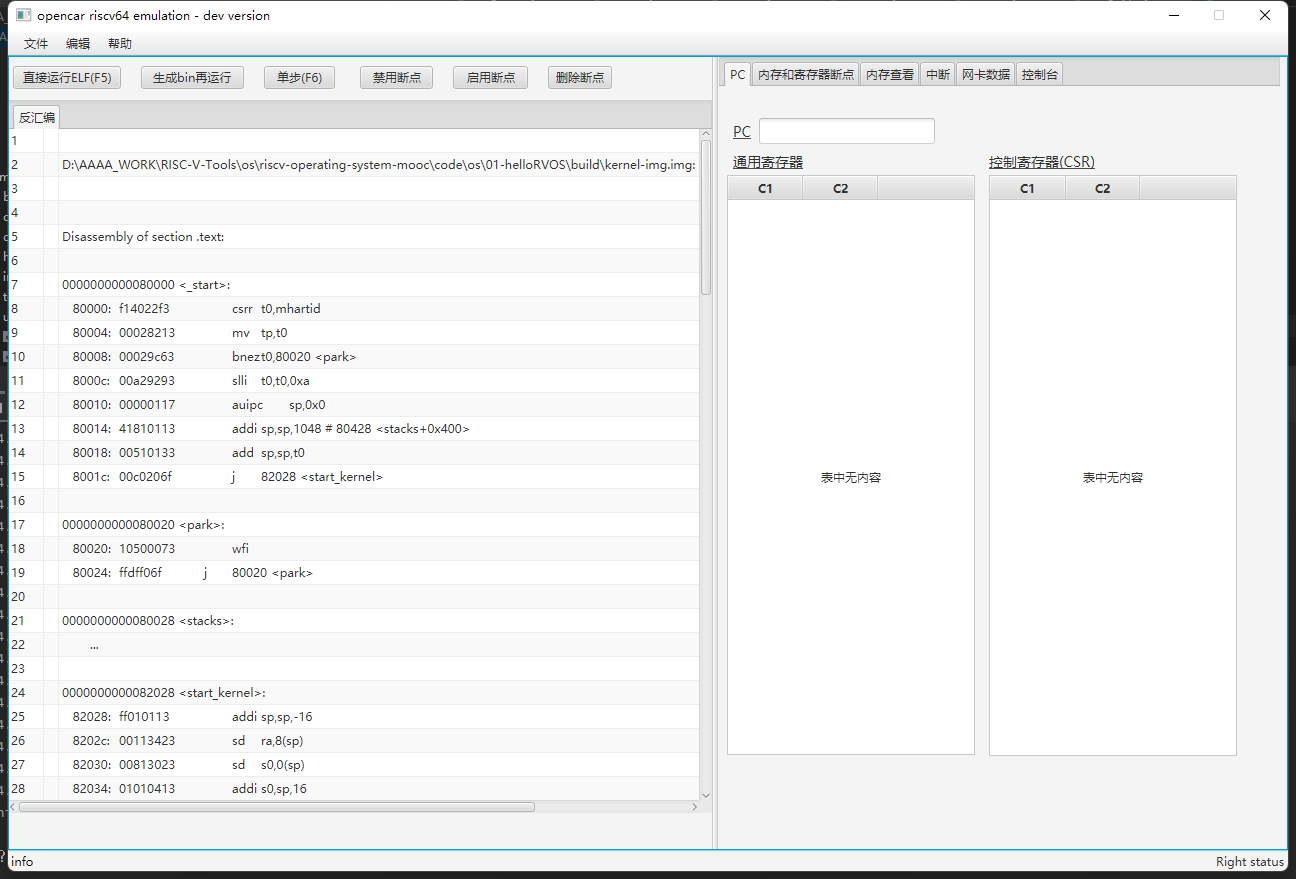 opencar riscv64 emulation - dev version
文件 编辑 帮助
直接运行ELF(F5) 生成bin再运行 单步(F6) 禁用断点 启用断点 删除断点
反汇编
1
2 D:\AAAA_WORK\RISC-V-Tools\os\riscv-operating-system-mooc\code\os\01-helloRVOS\build\kernel-img.img:
3
4
5 Disassembly of section .text:
6
7 0000000000080000 <_start>:
8 80000: f14022f3 csrr t0,mhartid
9 80004: 00028213 mv tp,t0
10 80008: 00029c63 bnezt0,80020 <park>
11 8000c: 00a29293 slli t0,t0,0xa
12 80010: 00000117 auipc sp,0x0
13 80014: 41810113 addi sp,sp,1048 # 80428 <stacks+0x400>
14 80018: 00510133 add sp,sp,t0
15 8001c: 00c0206f j 82028 <start_kernel>
16
17 0000000000080020 <park>:
18 80020: 10500073 wfi
19 80024: ffdff06f j 80020 <park>
20
21 0000000000080028 <stacks>:
22 ...
23
24 0000000000082028 <start_kernel>:
25 82028: ff010113 addi sp,sp,-16
26 8202c: 00113423 sd ra,8(sp)
27 82030: 00813023 sd s0,0(sp)
28 82034: 01010413 addi s0,sp,16
PC 内存和寄存器断点 内存查看 中断 网卡数据 控制台
PC
通用寄存器 控制寄存器(CSR)
C1 C2 C1 C2
表中无内容 表中无内容
info Right status